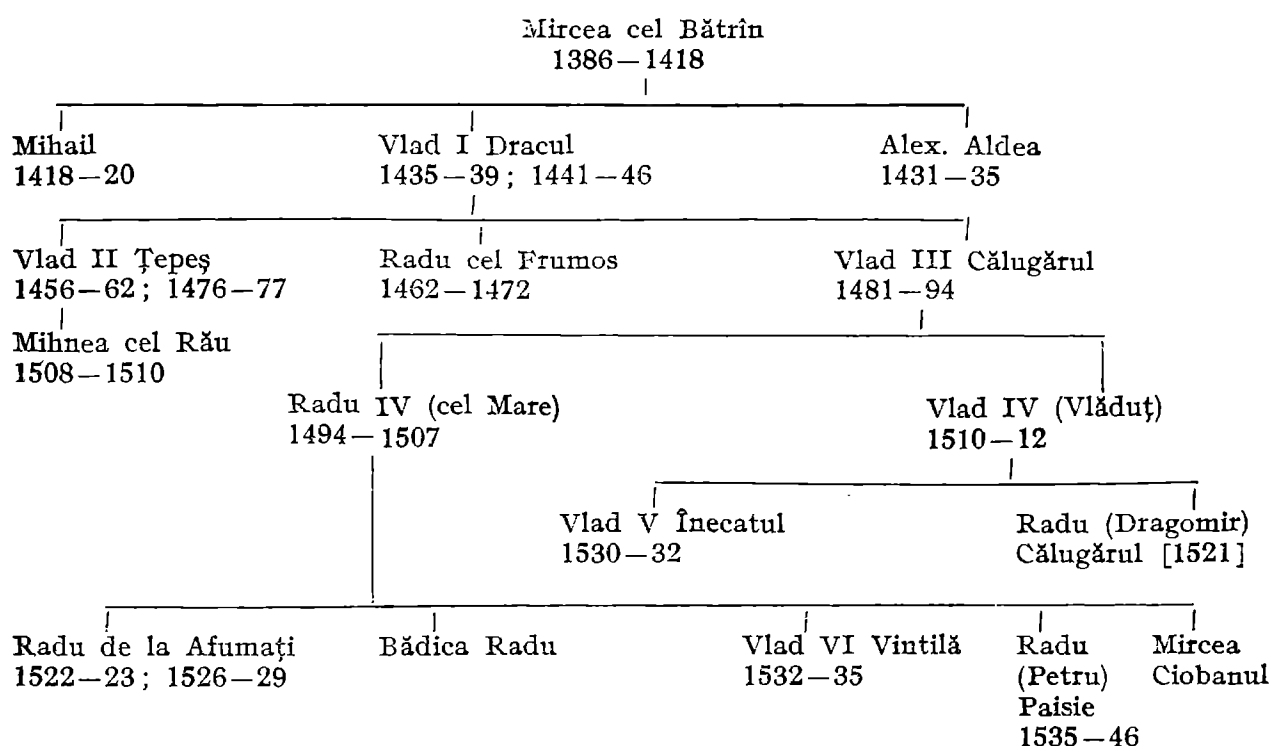 Mircea cel Bătrîn
1386—1418
Mihail
1418—20
Vlad I Dracul
1435—39; 1441—46
Alex. Aldea
1431—35
Vlad II Țepeș
1456—62; 1476—77
Radu cel Frumos
1462—1472
Vlad III Călugărul
1481—94
Mihnea cel Rău
1508—1510
Radu IV (cel Mare)
1494—1507
Vlad IV (Vlăduț)
1510—12
Vlad V Înecatul
1530—32
Radu (Dragomir)
Călugărul [1521]
Radu de la Afumați
1522—23; 1526—29
Bădica Radu
Vlad VI Vintilă
1532—35
Radu
(Petru)
Paisie
1535—46
Mircea
Ciobanul